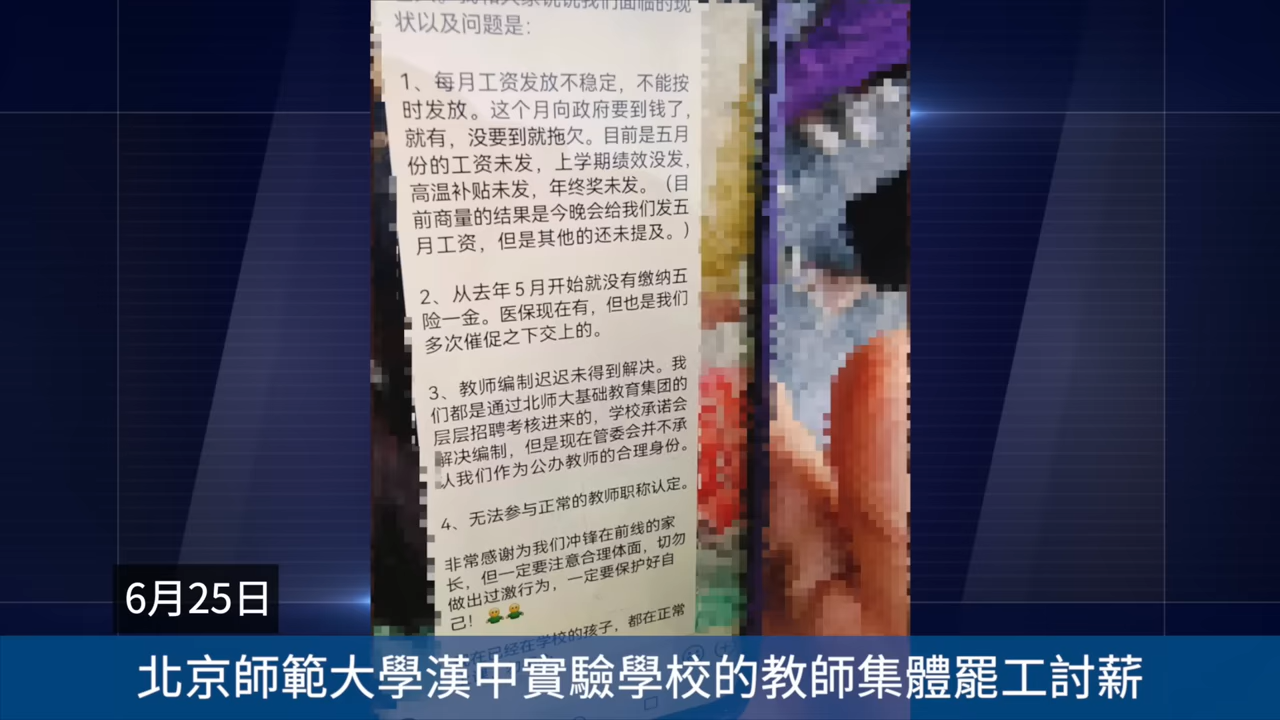 状以及问题是：
1、每月工资发放不稳定，不能按
时发放。这个月向政府要到钱了，
就有，没要到就拖欠。目前是五月
份的工资未发，上学期绩效没发，
高温补贴未发，年终奖未发。（目
前商量的结果是今晚会给我们发五
月工资，但是其他的还未提及。）
2、从去年5月开始就没有缴纳五
险一金。医保现在有，但也是我们
多次催促之下交上的。
3、教师编制迟迟未得到解决。我
们都是通过北师大基础教育集团的
层层招聘考核进来的，学校承诺会
解决编制，但是现在管委会并不承
认我们作为公办教师的合理身份。
4、无法参与正常的教师职称认定。
非常感谢为我们冲锋在前线的家
长，但一定要注意合理体面，切勿
做出过激行为，一定要保护好自
己！
在已经在学校的孩子，都在正常
6月25日
北京師範大學漢中實驗學校的教師集體罷工討薪